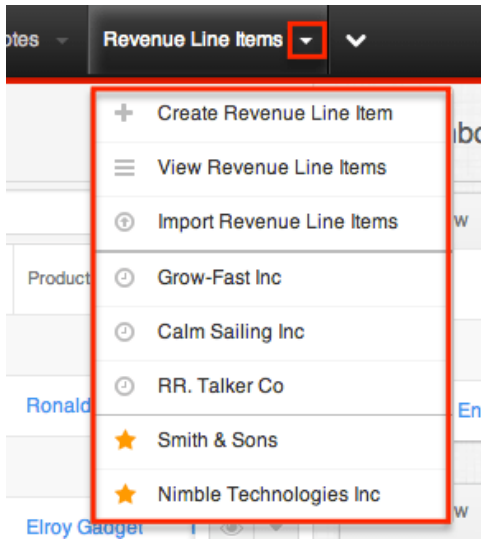 otes Revenue Line Items
Create Revenue Line Item
View Revenue Line Items
Import Revenue Line Items
w
Product
Grow-Fast Inc
Calm Sailing Inc
RR. Talker Co
Ronald
En
Smith & Sons
Nimble Technologies Inc
w
Elroy Gadget